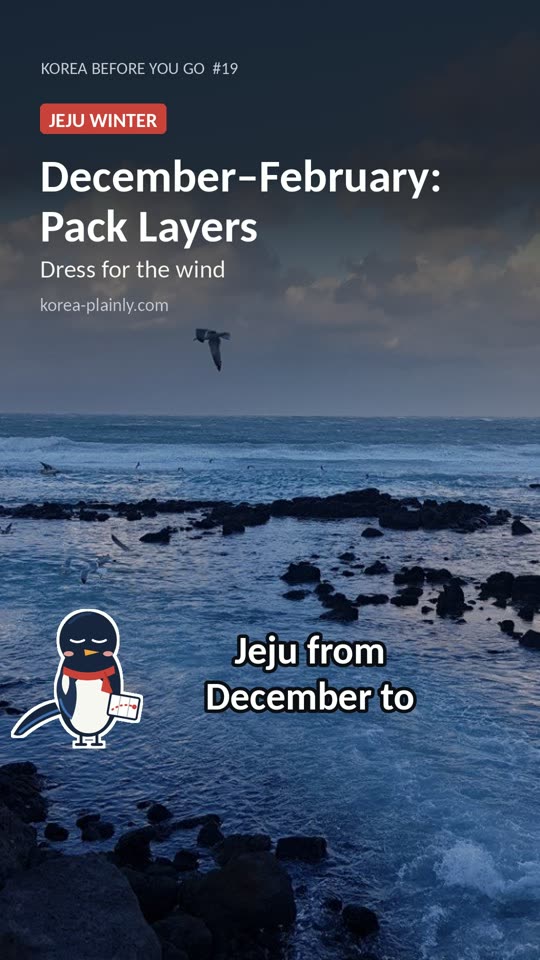 KOREA BEFORE YOU GO #19
JEJU WINTER
December–February:
Pack Layers
Dress for the wind
korea-plainly.com
Jeju from
December to